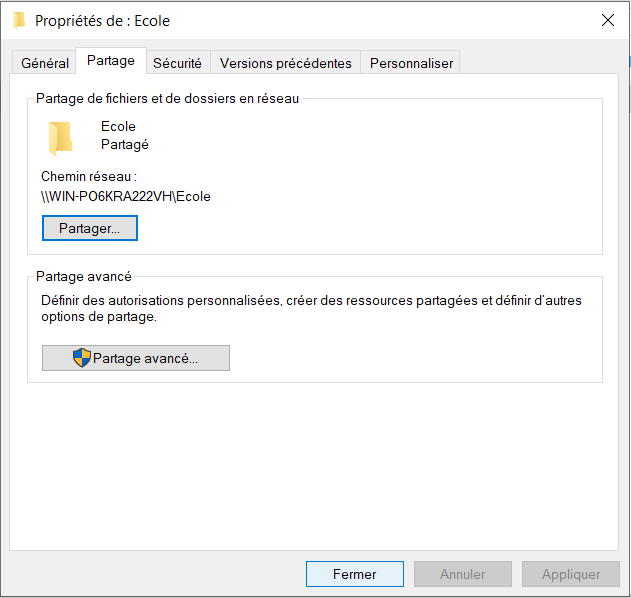 Propriétés de : Ecole
Général
Partage
Sécurité
Versions précédentes
Personnaliser
Partage de fichiers et de dossiers en réseau
Ecole
Partagé
Chemin réseau :
\\WIN-PO6KRA222VH\Ecole
Partager...
Partage avancé
Définir des autorisations personnalisées, créer des ressources partagées et définir d'autres
options de partage.
Partage avancé...
Fermer
Annuler
Appliquer